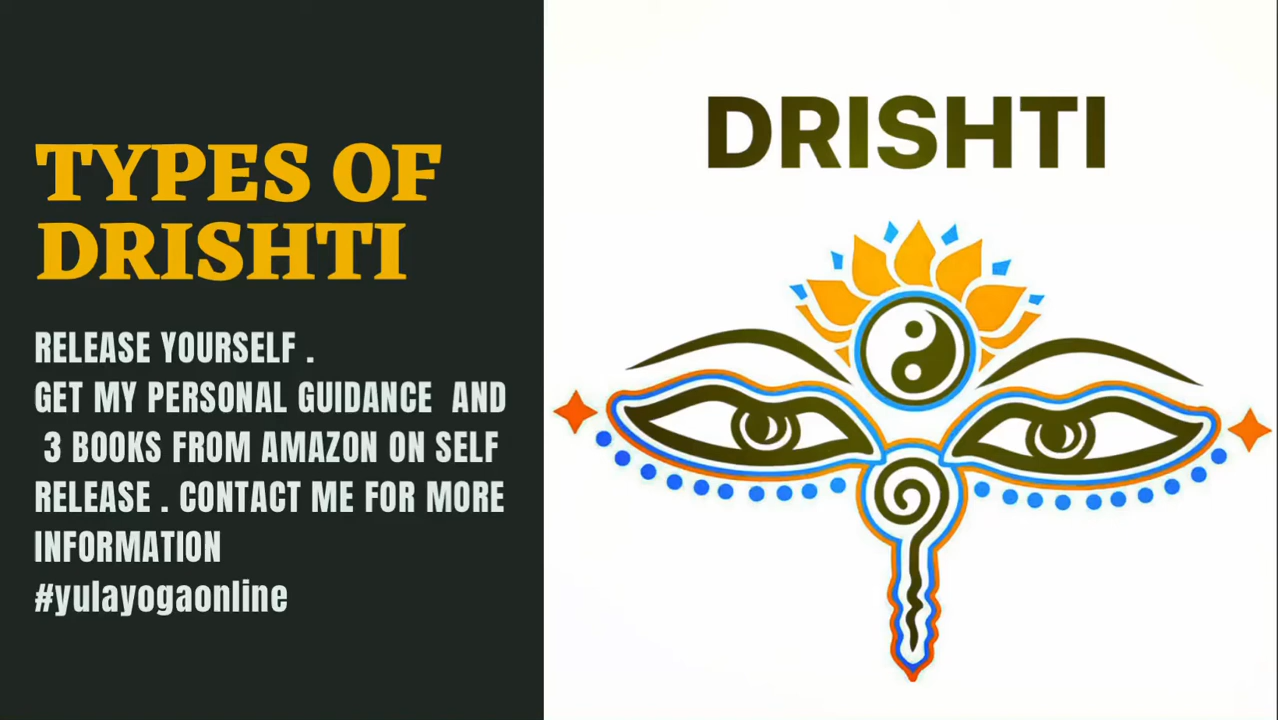 TYPES OF
DRISHTI
RELEASE YOURSELF .
GET MY PERSONAL GUIDANCE AND
3 BOOKS FROM AMAZON ON SELF
RELEASE . CONTACT ME FOR MORE
INFORMATION
#yulayogaonline
DRISHTI